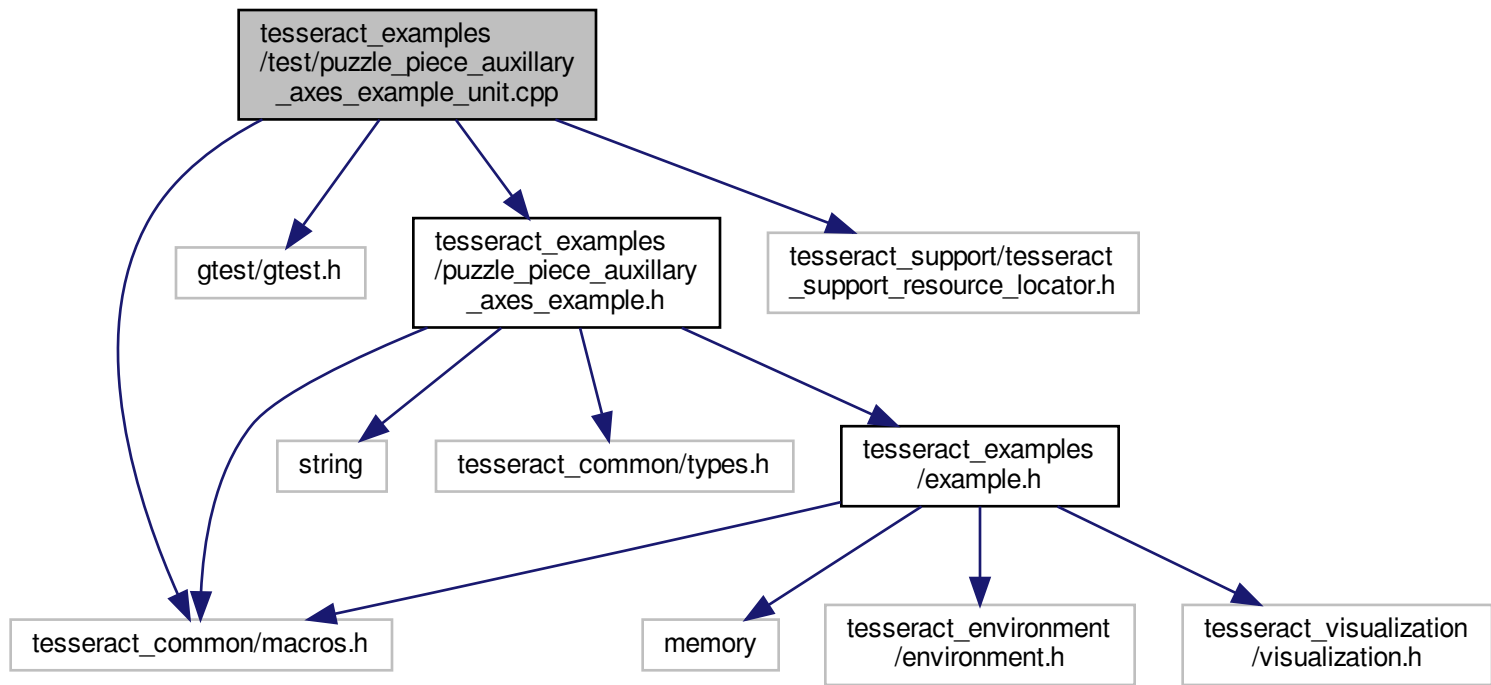 tesseract_examples
/test/puzzle_piece_auxillary
_axes_example_unit.cpp
gtest/gtest.h
tesseract_examples
/puzzle_piece_auxillary
_axes_example.h
tesseract_support/tesseract
_support_resource_locator.h
string
tesseract_common/types.h
tesseract_examples
/example.h
tesseract_common/macros.h
memory
tesseract_environment
/environment.h
tesseract_visualization
/visualization.h